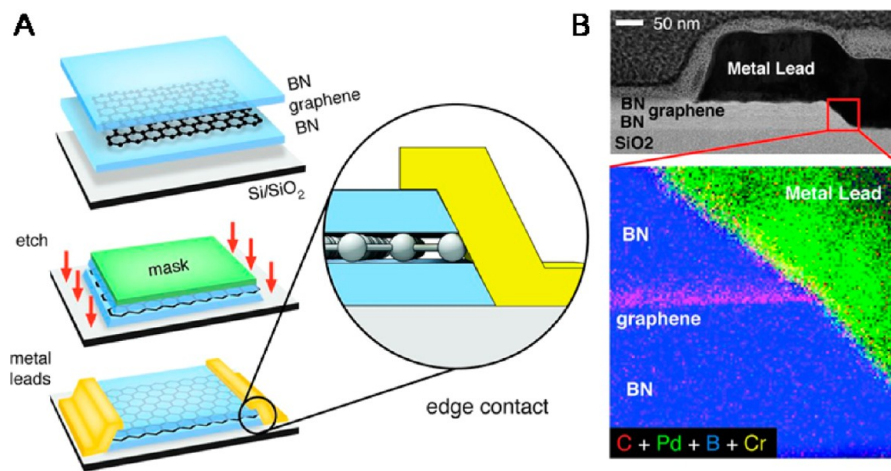 A
BN
graphene
BN
Si/SiO2
etch
mask
metal
leads
edge contact
B
50 nm
Metal Lead
BN
graphene
BN
SiO2
Metal Lead
BN
graphene
BN
C + Pd + B + Cr